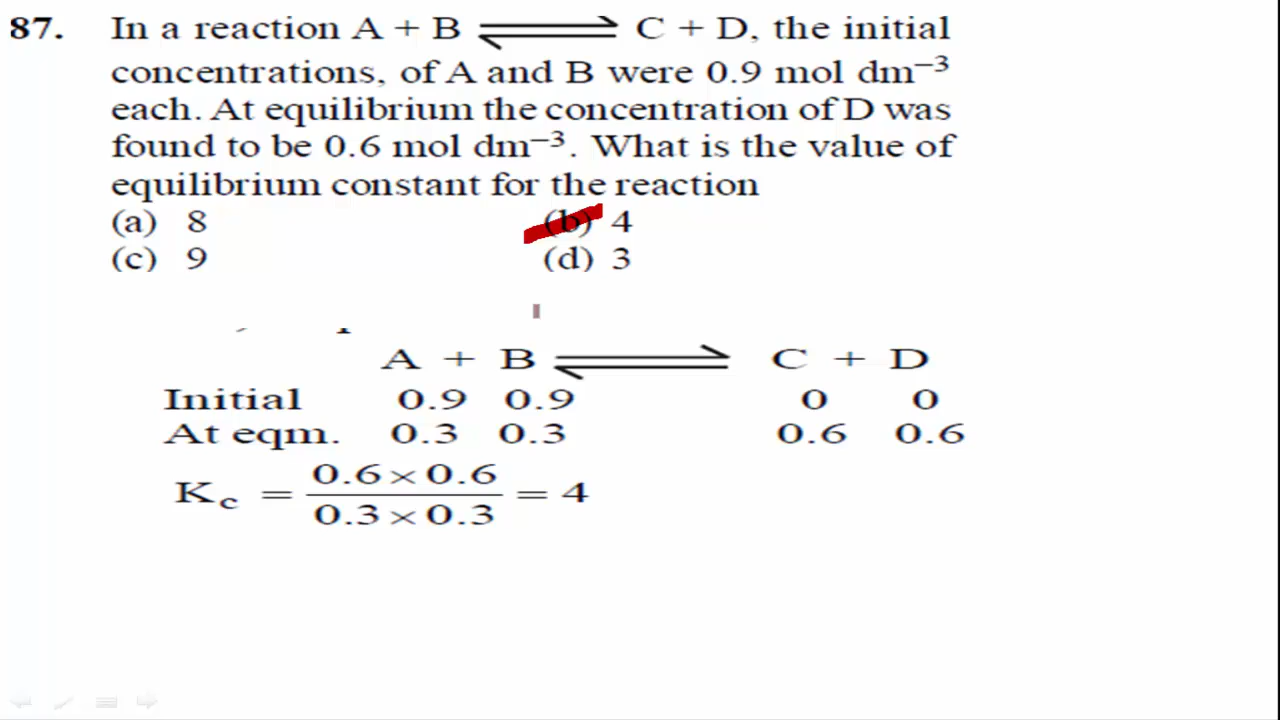 87. In a reaction A + B ⇌ C + D, the initial
concentrations, of A and B were 0.9 mol dm⁻³
each. At equilibrium the concentration of D was
found to be 0.6 mol dm⁻³. What is the value of
equilibrium constant for the reaction
(a) 8 (b) 4
(c) 9 (d) 3
A + B ⇌ C + D
Initial 0.9 0.9 0 0
At eqm. 0.3 0.3 0.6 0.6
K_c = (0.6 × 0.6) / (0.3 × 0.3) = 4